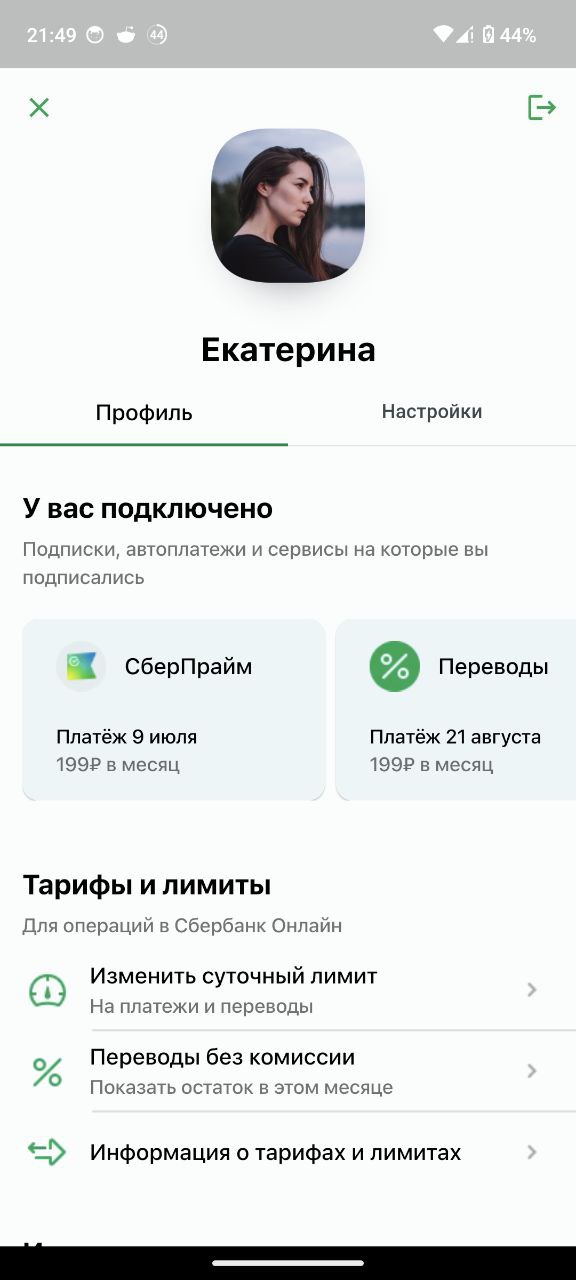 21:49 44 44%
Екатерина
Профиль Настройки
У вас подключено
Подписки, автоплатежи и сервисы на которые вы
подписались
СберПрайм Переводы
Платёж 9 июля Платёж 21 августа
199₽ в месяц 199₽ в месяц
Тарифы и лимиты
Для операций в Сбербанк Онлайн
Изменить суточный лимит
На платежи и переводы
Переводы без комиссии
Показать остаток в этом месяце
Информация о тарифах и лимитах